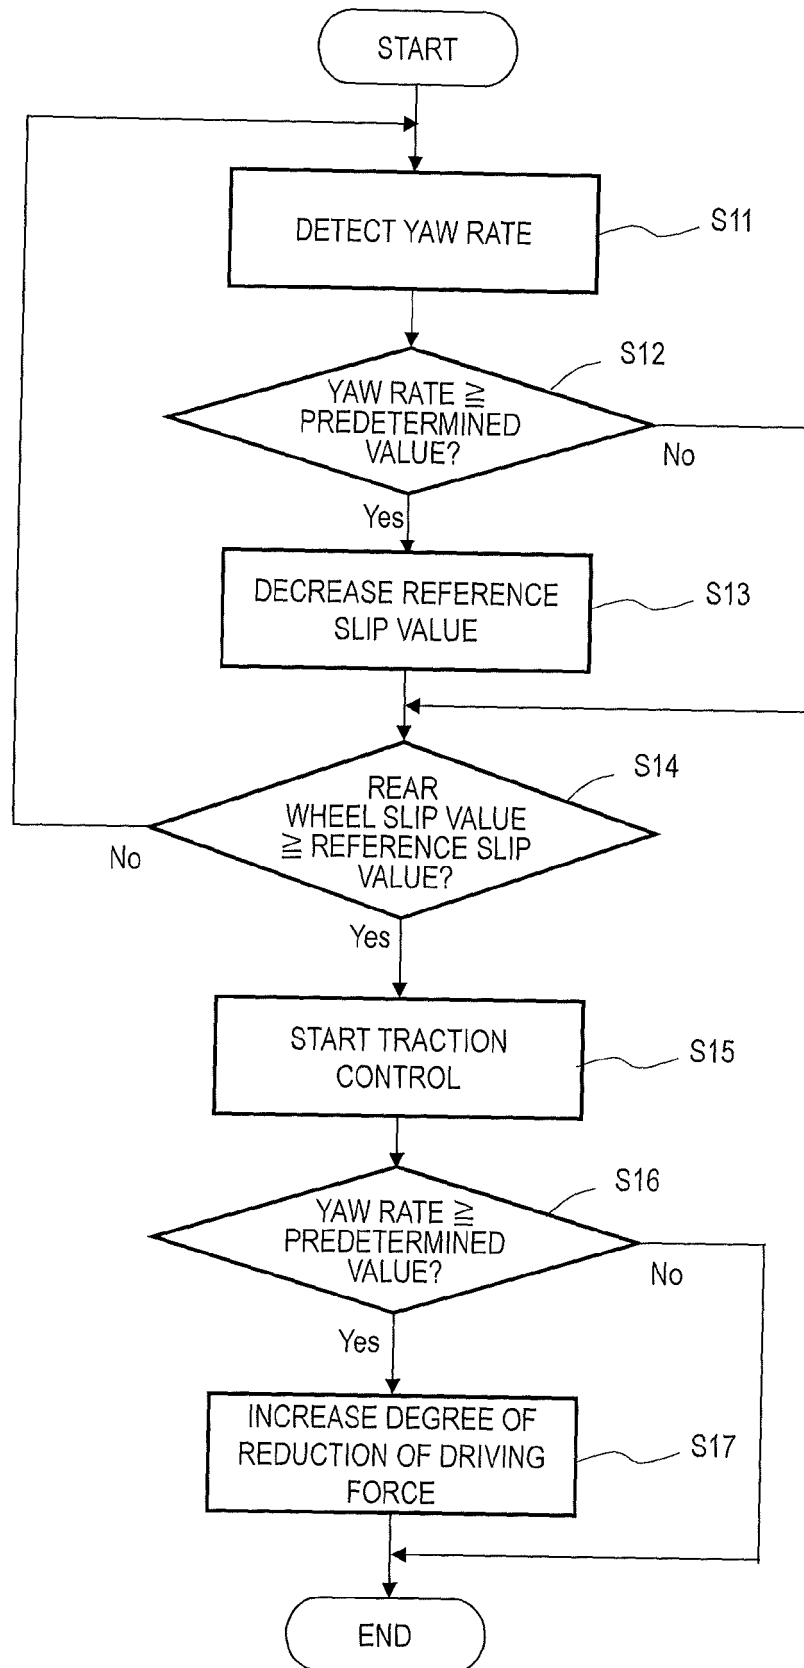 START
DETECT YAW RATE
S11
S12
YAW RATE ≧
PREDETERMINED
VALUE?
No
Yes
DECREASE REFERENCE
SLIP VALUE
S13
S14
REAR
WHEEL SLIP VALUE
≧ REFERENCE SLIP
VALUE?
No
Yes
START TRACTION
CONTROL
S15
S16
YAW RATE ≧
PREDETERMINED
VALUE?
No
Yes
INCREASE DEGREE OF
REDUCTION OF DRIVING
FORCE
S17
END